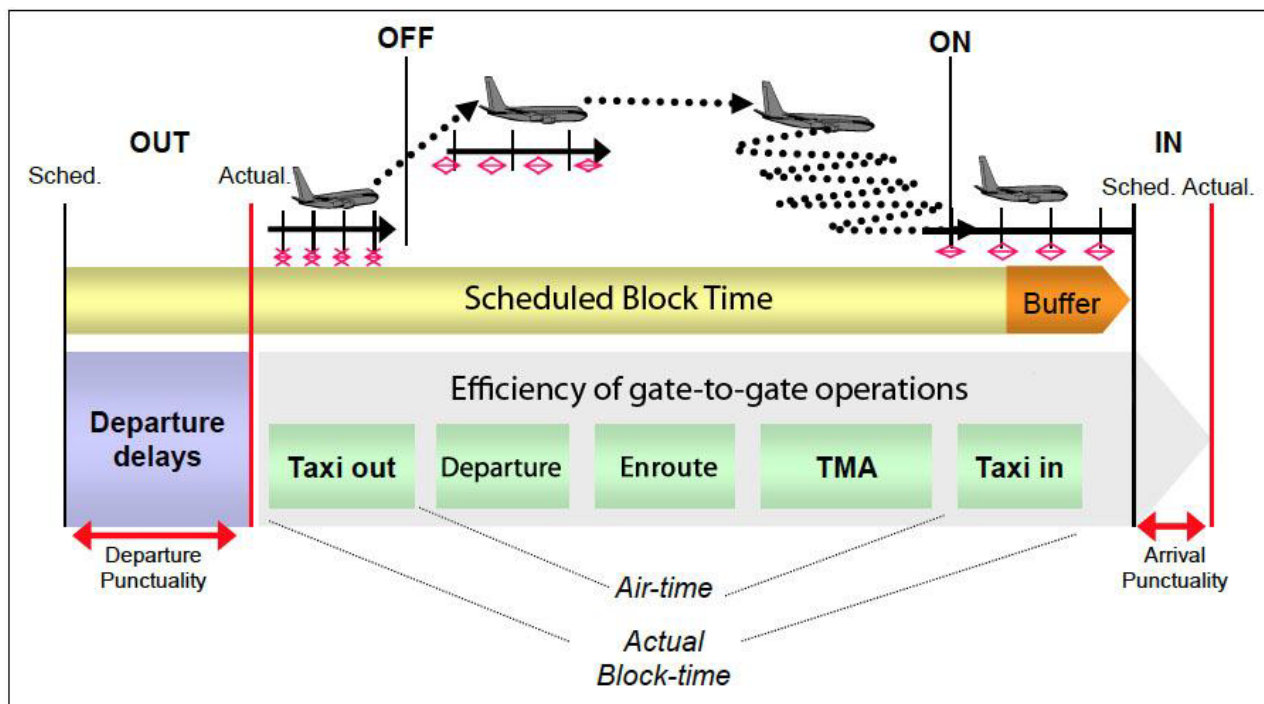 OFF
ON
OUT
IN
Sched.
Actual.
Sched. Actual.
Scheduled Block Time
Buffer
Efficiency of gate-to-gate operations
Departure
delays
Taxi out
Departure
Enroute
TMA
Taxi in
Departure
Punctuality
Arrival
Punctuality
Air-time
Actual
Block-time